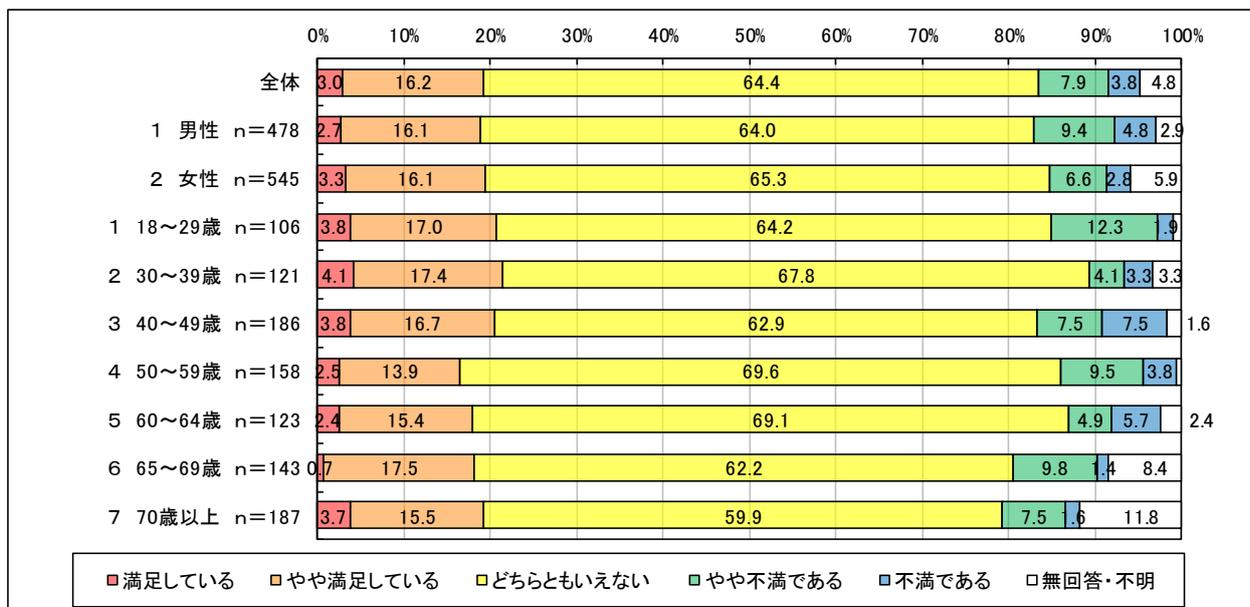 0% 10% 20% 30% 40% 50% 60% 70% 80% 90% 100%
全体 3.0 16.2 64.4 7.9 3.8 4.8
1 男性 n=478 2.7 16.1 64.0 9.4 4.8 2.9
2 女性 n=545 3.3 16.1 65.3 6.6 2.8 5.9
1 18～29歳 n=106 3.8 17.0 64.2 12.3 1.9
2 30～39歳 n=121 4.1 17.4 67.8 4.1 3.3 3.3
3 40～49歳 n=186 3.8 16.7 62.9 7.5 7.5 1.6
4 50～59歳 n=158 2.5 13.9 69.6 9.5 3.8
5 60～64歳 n=123 2.4 15.4 69.1 4.9 5.7 2.4
6 65～69歳 n=143 0.7 17.5 62.2 9.8 1.4 8.4
7 70歳以上 n=187 3.7 15.5 59.9 7.5 1.6 11.8
満足している やや満足している どちらともいえない やや不満である 不満である 無回答・不明